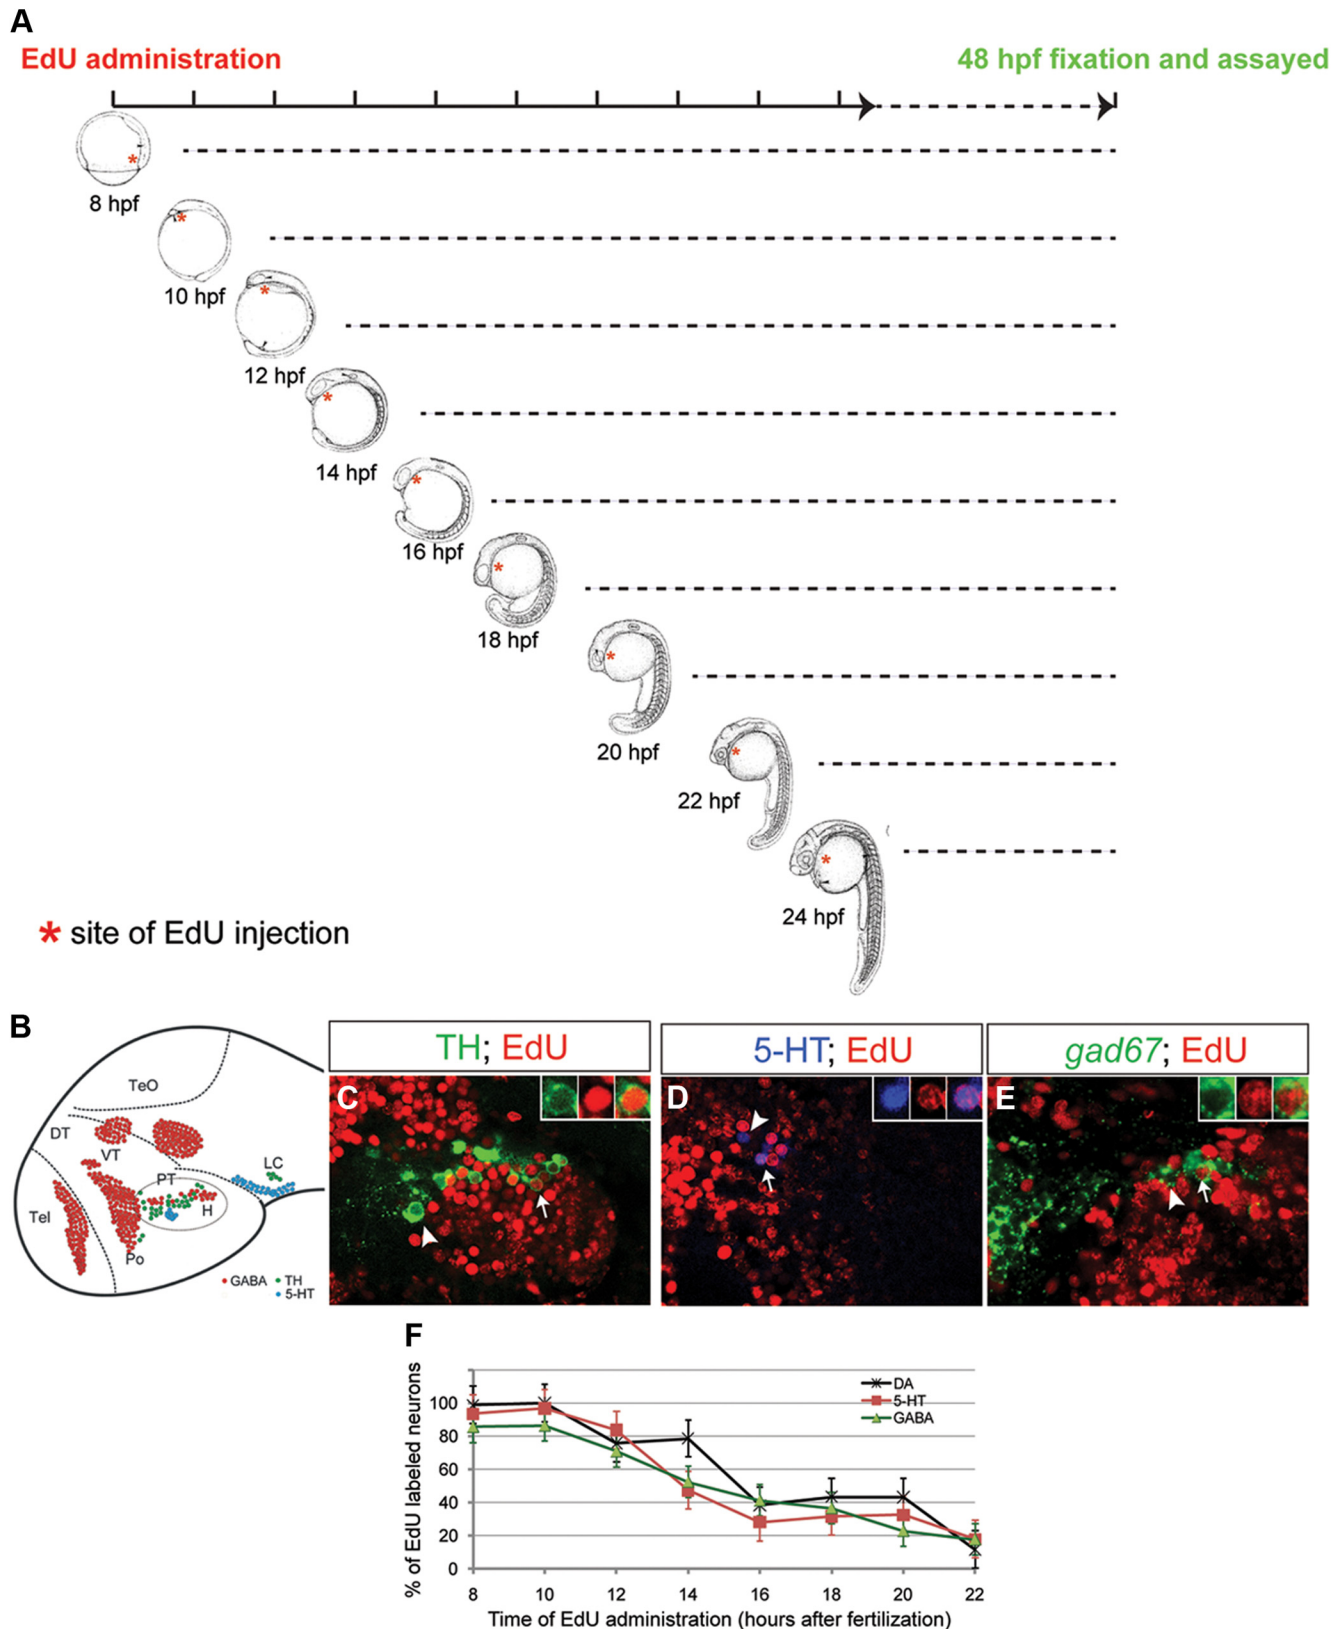 A
EdU administration
48 hpf fixation and assayed
8 hpf
10 hpf
12 hpf
14 hpf
16 hpf
18 hpf
20 hpf
22 hpf
24 hpf
* site of EdU injection
B
TeO
DT
VT
PT
LC
Tel
H
Po
GABA
TH
5-HT
TH; EdU
C
5-HT; EdU
D
gad67; EdU
E
F
% of EdU labeled neurons
100
80
60
40
20
0
DA
5-HT
GABA
8 10 12 14 16 18 20 22
Time of EdU administration (hours after fertilization)